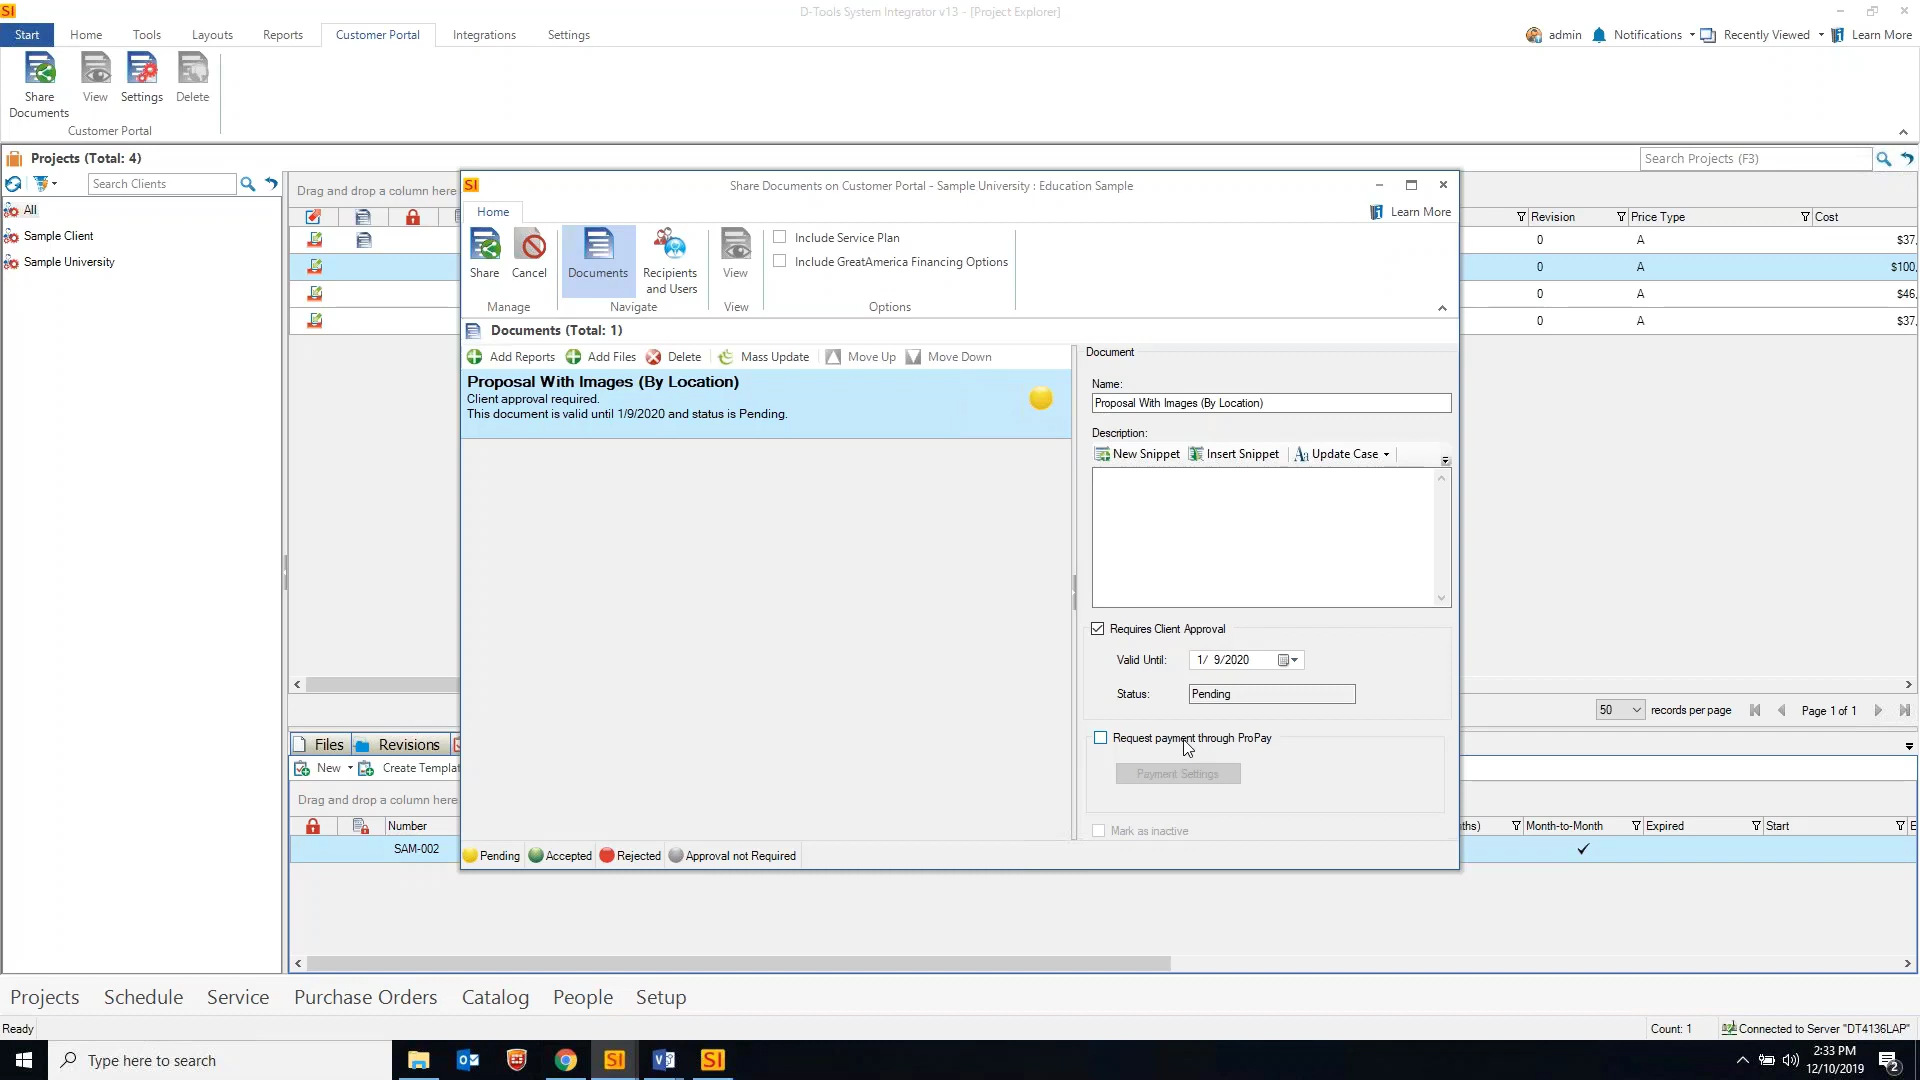 SI
D-Tools System Integrator v13 - [Project Explorer]
Start Home Tools Layouts Reports Customer Portal Integrations Settings
admin Notifications Recently Viewed Learn More
Share Documents View Settings Delete
Customer Portal
Projects (Total: 4)
Search Projects (F3)
Search Clients
Drag and drop a column here
All
Sample Client
Sample University
Revision Price Type Cost
0 A $37,
0 A $100,
0 A $46,
0 A $37,
SI
Share Documents on Customer Portal - Sample University : Education Sample
Home
Learn More
Share Cancel Documents Recipients and Users View
Manage Navigate View Options
Include Service Plan
Include GreatAmerica Financing Options
Documents (Total: 1)
Add Reports Add Files Delete Mass Update Move Up Move Down
Proposal With Images (By Location)
Client approval required.
This document is valid until 1/9/2020 and status is Pending.
Document
Name:
Proposal With Images (By Location)
Description:
New Snippet Insert Snippet Update Case
Requires Client Approval
Valid Until: 1/ 9/2020
Status: Pending
Request payment through ProPay
Payment Settings
Mark as inactive
Pending Accepted Rejected Approval not Required
50 records per page Page 1 of 1
Files Revisions
New Create Templat
Drag and drop a column here
Number
ths) Month-to-Month Expired Start E
SAM-002
Projects Schedule Service Purchase Orders Catalog People Setup
Ready
Count: 1 Connected to Server "DT4136LAP"
Type here to search
SI
SI
2:33 PM
12/10/2019
2